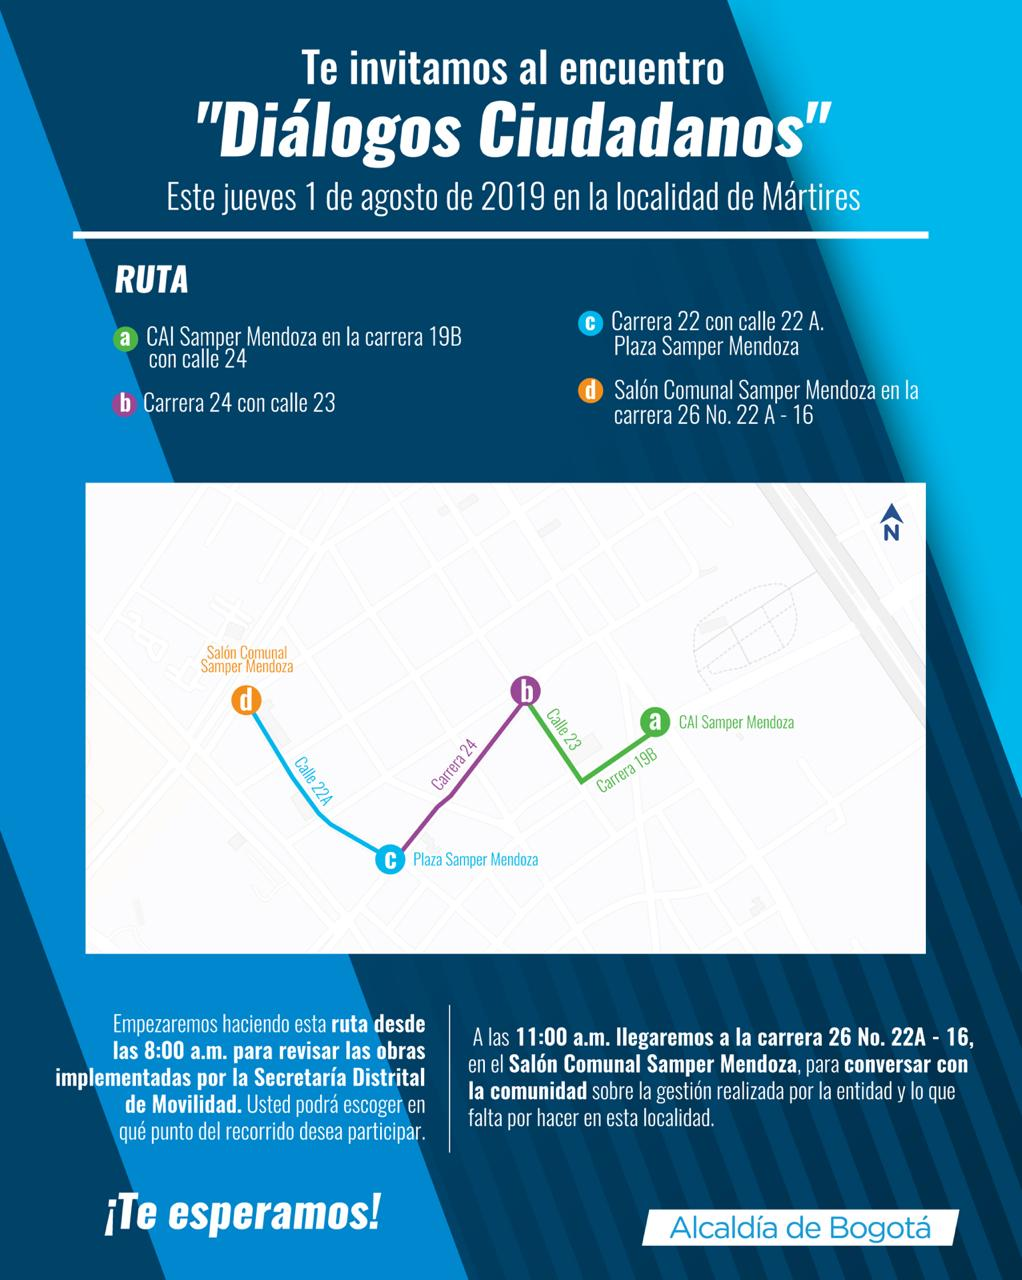 Te invitamos al encuentro
"Diálogos Ciudadanos"
Este jueves 1 de agosto de 2019 en la localidad de Mártires
RUTA
a CAI Samper Mendoza en la carrera 19B
con calle 24
b Carrera 24 con calle 23
c Carrera 22 con calle 22 A.
Plaza Samper Mendoza
d Salón Comunal Samper Mendoza en la
carrera 26 No. 22 A - 16
N
Salón Comunal
Samper Mendoza
d
b
a CAI Samper Mendoza
Calle 23
Carrera 19B
Carrera 24
Calle 22A
c Plaza Samper Mendoza
Empezaremos haciendo esta ruta desde
las 8:00 a.m. para revisar las obras
implementadas por la Secretaría Distrital
de Movilidad. Usted podrá escoger en
qué punto del recorrido desea participar.
A las 11:00 a.m. llegaremos a la carrera 26 No. 22A - 16,
en el Salón Comunal Samper Mendoza, para conversar con
la comunidad sobre la gestión realizada por la entidad y lo que
falta por hacer en esta localidad.
¡Te esperamos!
Alcaldía de Bogotá